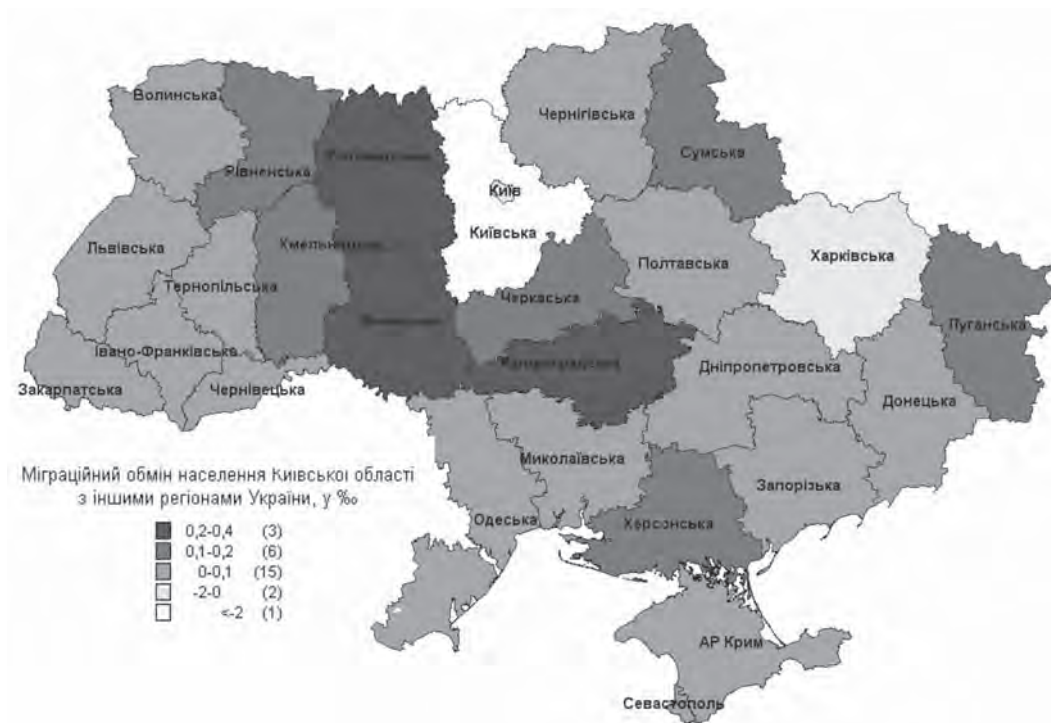 Волинська
Рівненська
Житомирська
Чернігівська
Сумська
Київ
Київська
Львівська
Тернопільська
Хмельницька
Полтавська
Харківська
Черкаська
Луганська
Івано-Франківська
Закарпатська
Чернівецька
Дніпропетровська
Донецька
Миколаївська
Запорізька
Одеська
Херсонська
АР Крим
Севастополь
Міграційний обмін населення Київської області
з іншими регіонами України, у ‰
0,2-0,4 (3)
0,1-0,2 (6)
0-0,1 (15)
-2-0 (2)
<-2 (1)